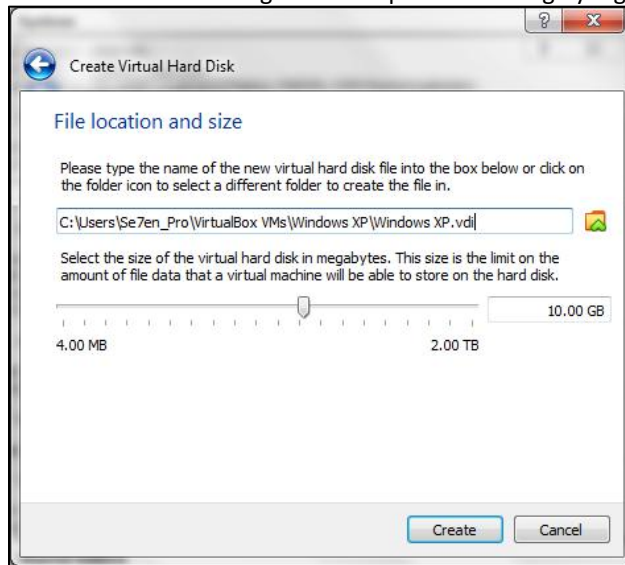 Create Virtual Hard Disk
File location and size
Please type the name of the new virtual hard disk file into the box below or click on
the folder icon to select a different folder to create the file in.
C:\Users\Se7en_Pro\VirtualBox VMs\Windows XP\Windows XP.vdi
Select the size of the virtual hard disk in megabytes. This size is the limit on the
amount of file data that a virtual machine will be able to store on the hard disk.
10.00 GB
4.00 MB 2.00 TB
Create Cancel